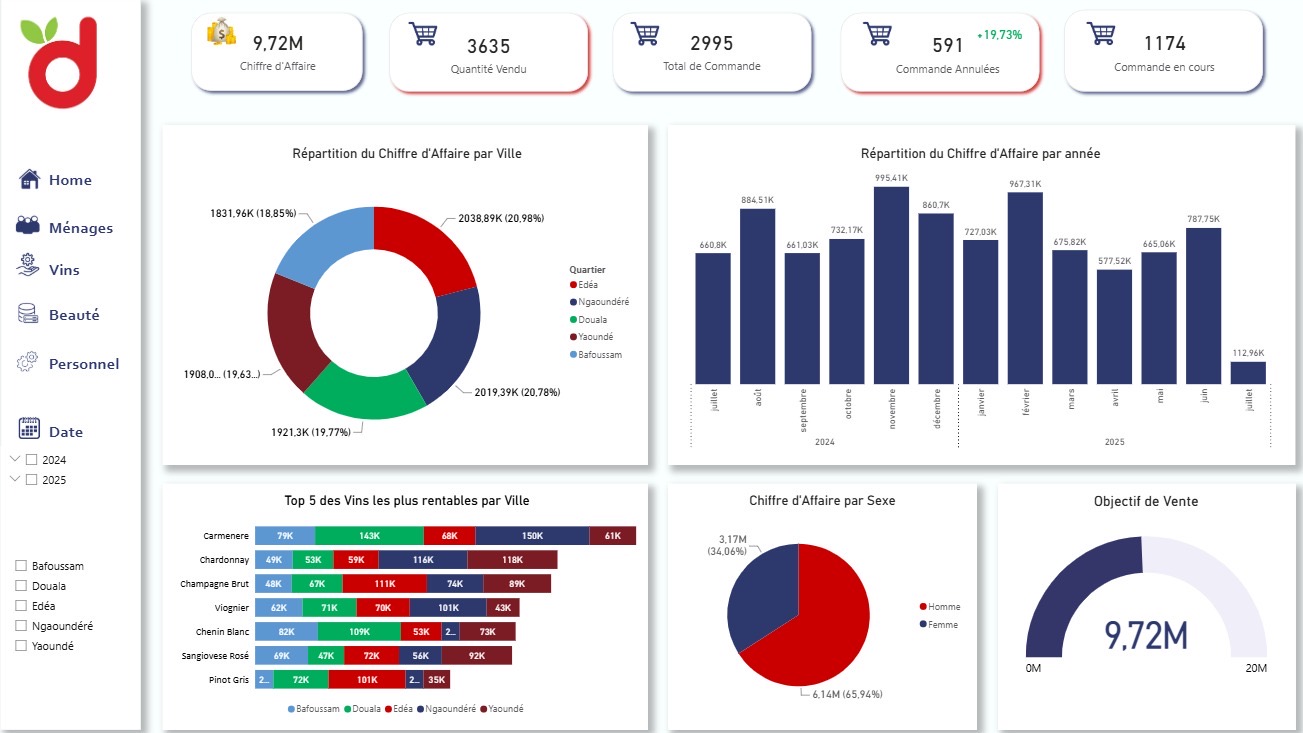 9,72M
Chiffre d'Affaire
3635
Quantité Vendu
2995
Total de Commande
591
+19,73%
Commande Annulées
1174
Commande en cours
Home
Ménages
Vins
Beauté
Personnel
Date
2024
2025
Bafoussam
Douala
Edéa
Ngaoundéré
Yaoundé
Répartition du Chiffre d'Affaire par Ville
1831,96K (18,85%)
2038,89K (20,98%)
1908,0... (19,63...)
2019,39K (20,78%)
1921,3K (19,77%)
Quartier
Edéa
Ngaoundéré
Douala
Yaoundé
Bafoussam
Répartition du Chiffre d'Affaire par année
660,8K
884,51K
661,03K
732,17K
995,41K
860,7K
727,03K
967,31K
675,82K
577,52K
665,06K
787,75K
112,96K
juillet
août
septembre
octobre
novembre
décembre
janvier
février
mars
avril
mai
juin
juillet
2024
2025
Top 5 des Vins les plus rentables par Ville
Carmenere 79K 143K 68K 150K 61K
Chardonnay 49K 53K 59K 116K 118K
Champagne Brut 48K 67K 111K 74K 89K
Viognier 62K 71K 70K 101K 43K
Chenin Blanc 82K 109K 53K 2... 73K
Sangiovese Rosé 69K 47K 72K 56K 92K
Pinot Gris 2... 72K 101K 2... 35K
Bafoussam Douala Edéa Ngaoundéré Yaoundé
Chiffre d'Affaire par Sexe
3,17M
(34,06%)
6,14M (65,94%)
Homme
Femme
Objectif de Vente
9,72M
0M
20M